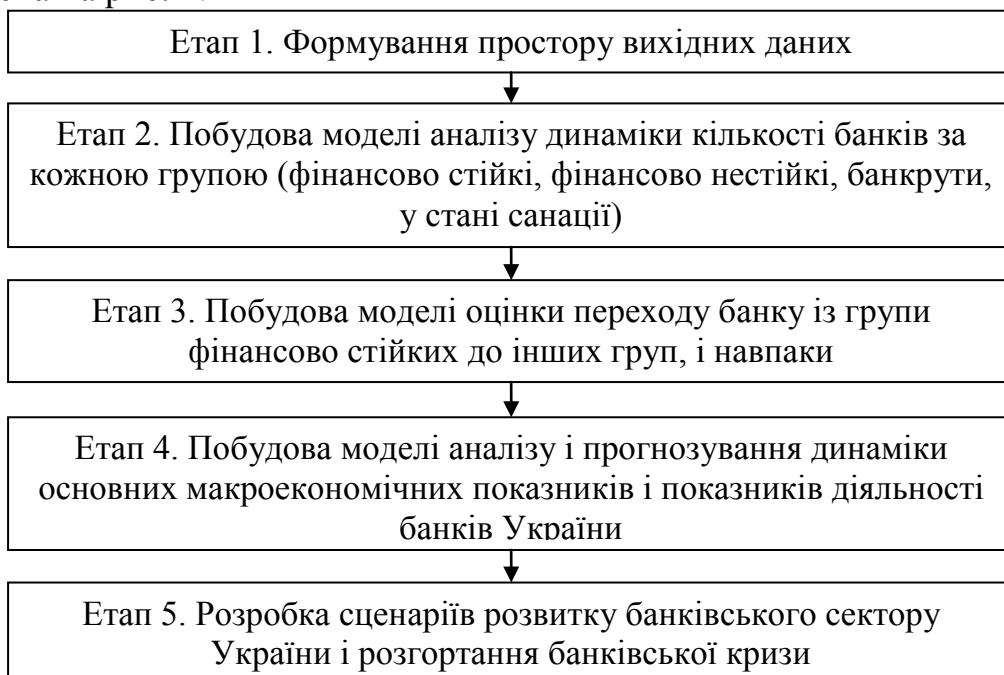 Етап 1. Формування простору вихідних даних
Етап 2. Побудова моделі аналізу динаміки кількості банків за
кожною групою (фінансово стійкі, фінансово нестійкі, банкрути,
у стані санації)
Етап 3. Побудова моделі оцінки переходу банку із групи
фінансово стійких до інших груп, і навпаки
Етап 4. Побудова моделі аналізу і прогнозування динаміки
основних макроекономічних показників і показників діяльності
банків України
Етап 5. Розробка сценаріїв розвитку банківського сектору
України і розгортання банківської кризи